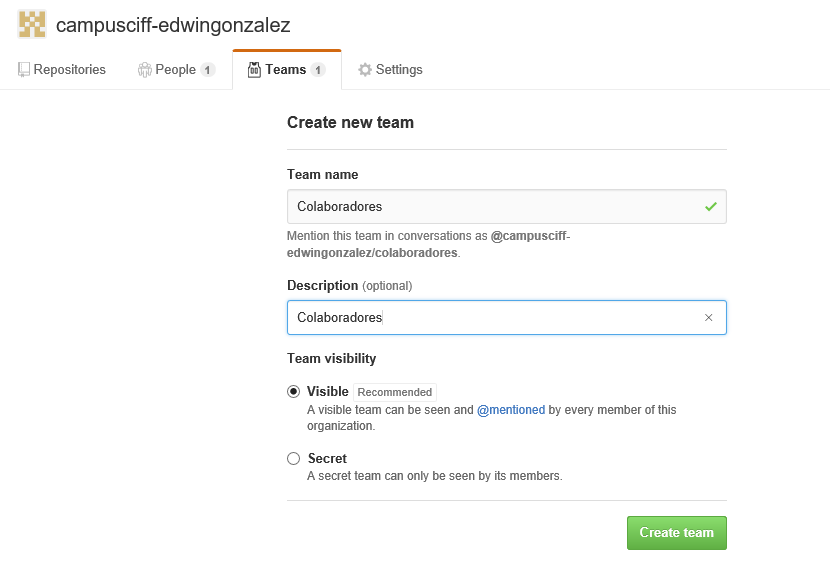 campusciff-edwingonzalez
Repositories People 1 Teams 1 Settings
Create new team
Team name
Colaboradores
Mention this team in conversations as @campusciff-
edwingonzalez/colaboradores.
Description (optional)
Colaboradores
Team visibility
Visible Recommended
A visible team can be seen and @mentioned by every member of this
organization.
Secret
A secret team can only be seen by its members.
Create team